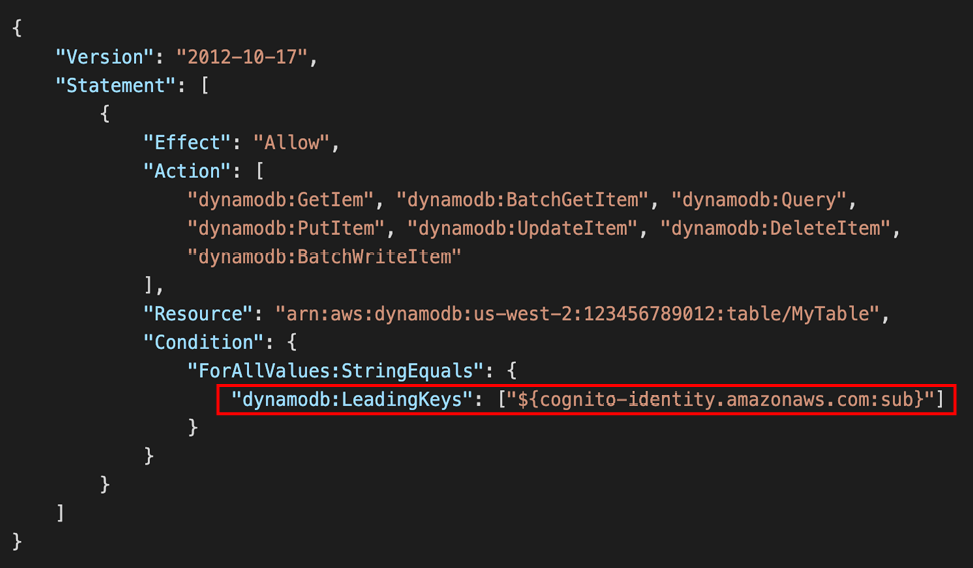 {
    "Version": "2012-10-17",
    "Statement": [
        {
            "Effect": "Allow",
            "Action": [
                "dynamodb:GetIem", "dynamodb:BatchGetItem", "dynamodb:Query",
                "dynamodb:PutItem", "dynamodb:UpdateItem", "dynamodb:DeleteItem",
                "dynamodb:BatchWriteItem"
            ],
            "Resource": "arn:aws:dynamodb:us-west-2:123456789012:table/MyTable",
            "Condition": {
                "ForAllValues:StringEquals": {
                    "dynamodb:LeadingKeys": ["${cognito-identity.amazonaws.com:sub}"]
                }
            }
        }
    ]
}